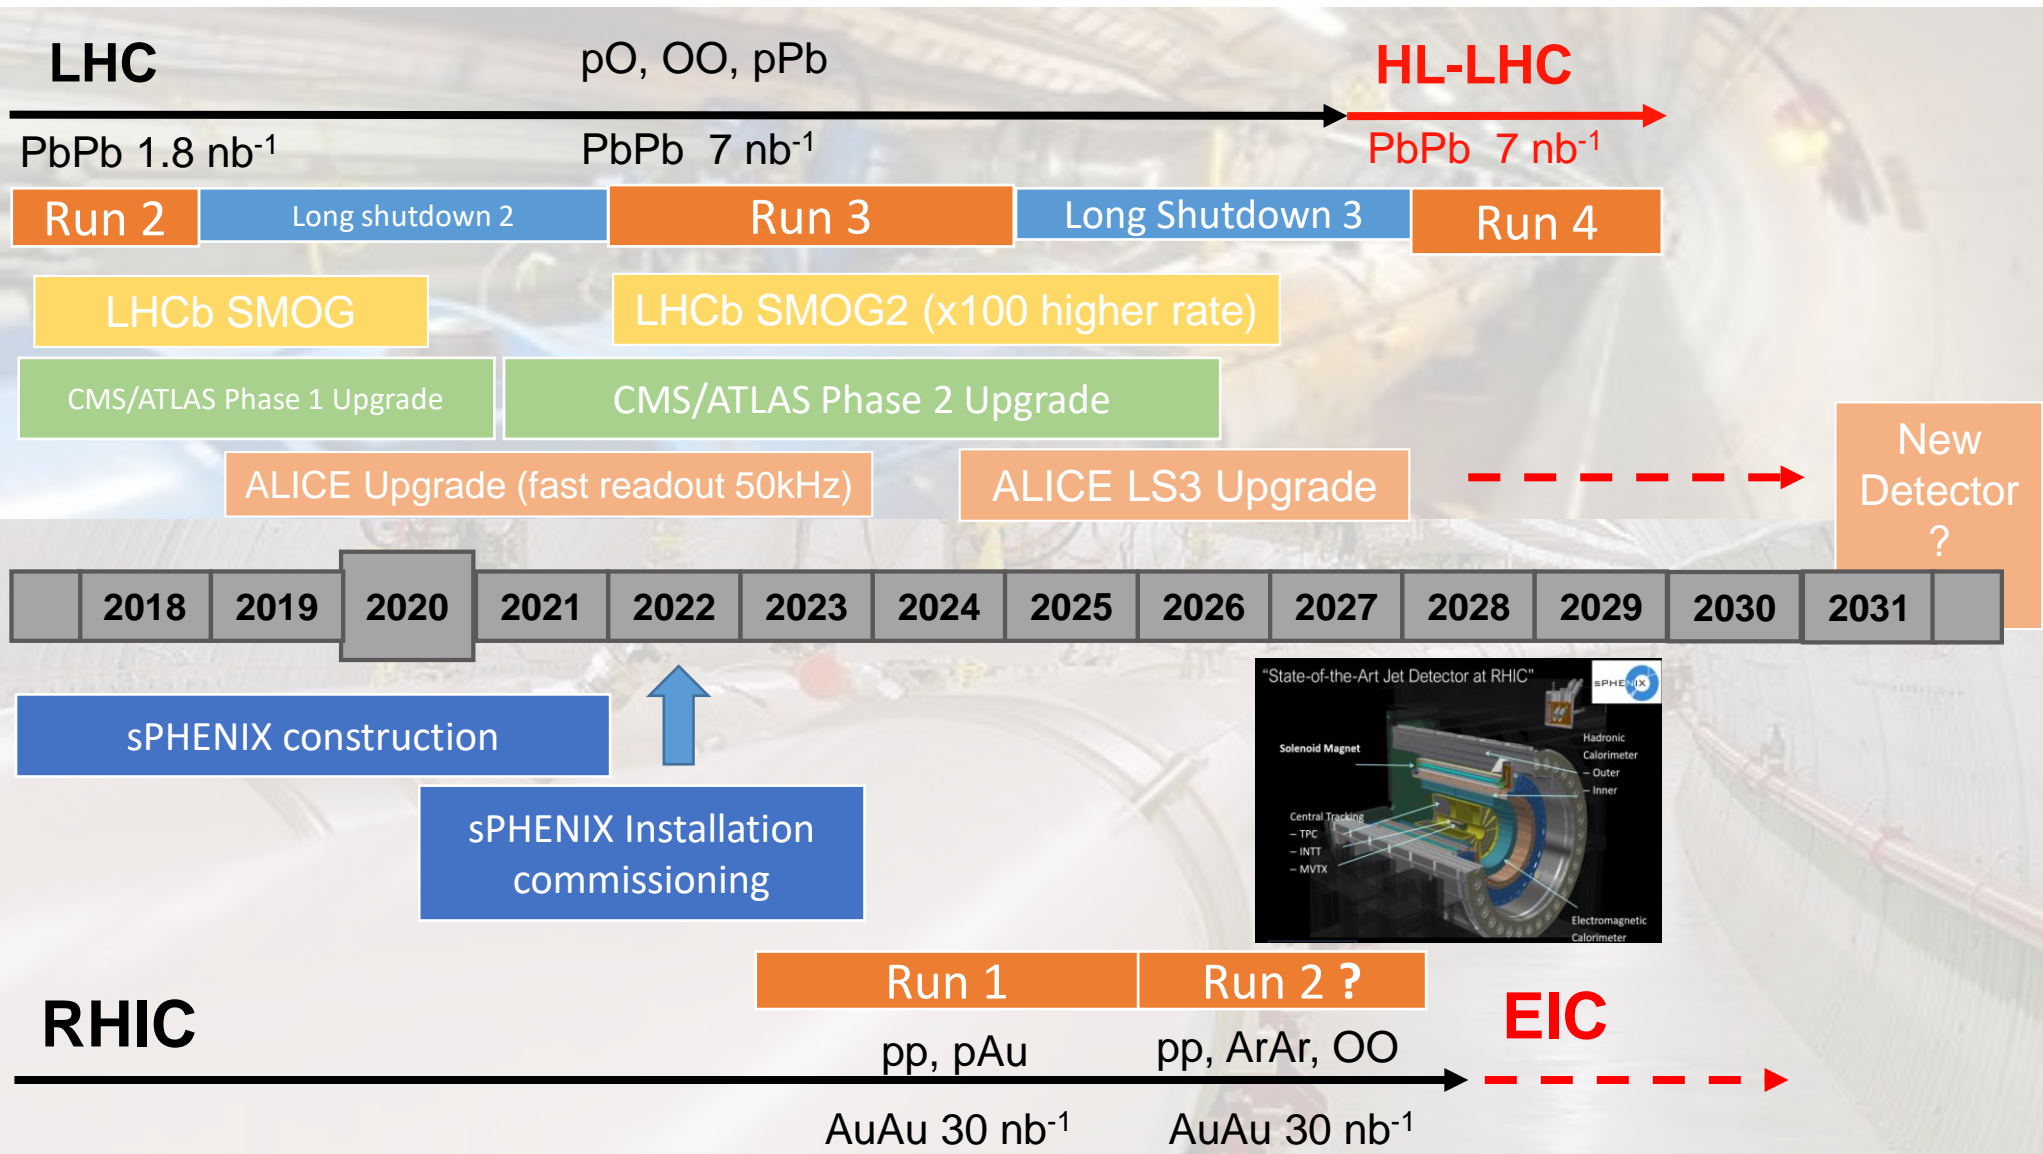 LHC
pO, OO, pPb
HL-LHC
PbPb 1.8 nb-1
PbPb 7 nb-1
PbPb 7 nb-1
Run 2
Long shutdown 2
Run 3
Long Shutdown 3
Run 4
LHCb SMOG
LHCb SMOG2 (x100 higher rate)
CMS/ATLAS Phase 1 Upgrade
CMS/ATLAS Phase 2 Upgrade
ALICE Upgrade (fast readout 50kHz)
ALICE LS3 Upgrade
New
Detector
?
2018 2019 2020 2021 2022 2023 2024 2025 2026 2027 2028 2029 2030 2031
sPHENIX construction
sPHENIX Installation
commissioning
“State-of-the-Art Jet Detector at RHIC”
sPHENIX
Solenoid Magnet
Hadronic
Calorimeter
– Outer
– Inner
Central Tracking
– TPC
– INTT
– MVTX
Electromagnetic
Calorimeter
Run 1
Run 2 ?
RHIC
EIC
pp, pAu
pp, ArAr, OO
AuAu 30 nb-1
AuAu 30 nb-1